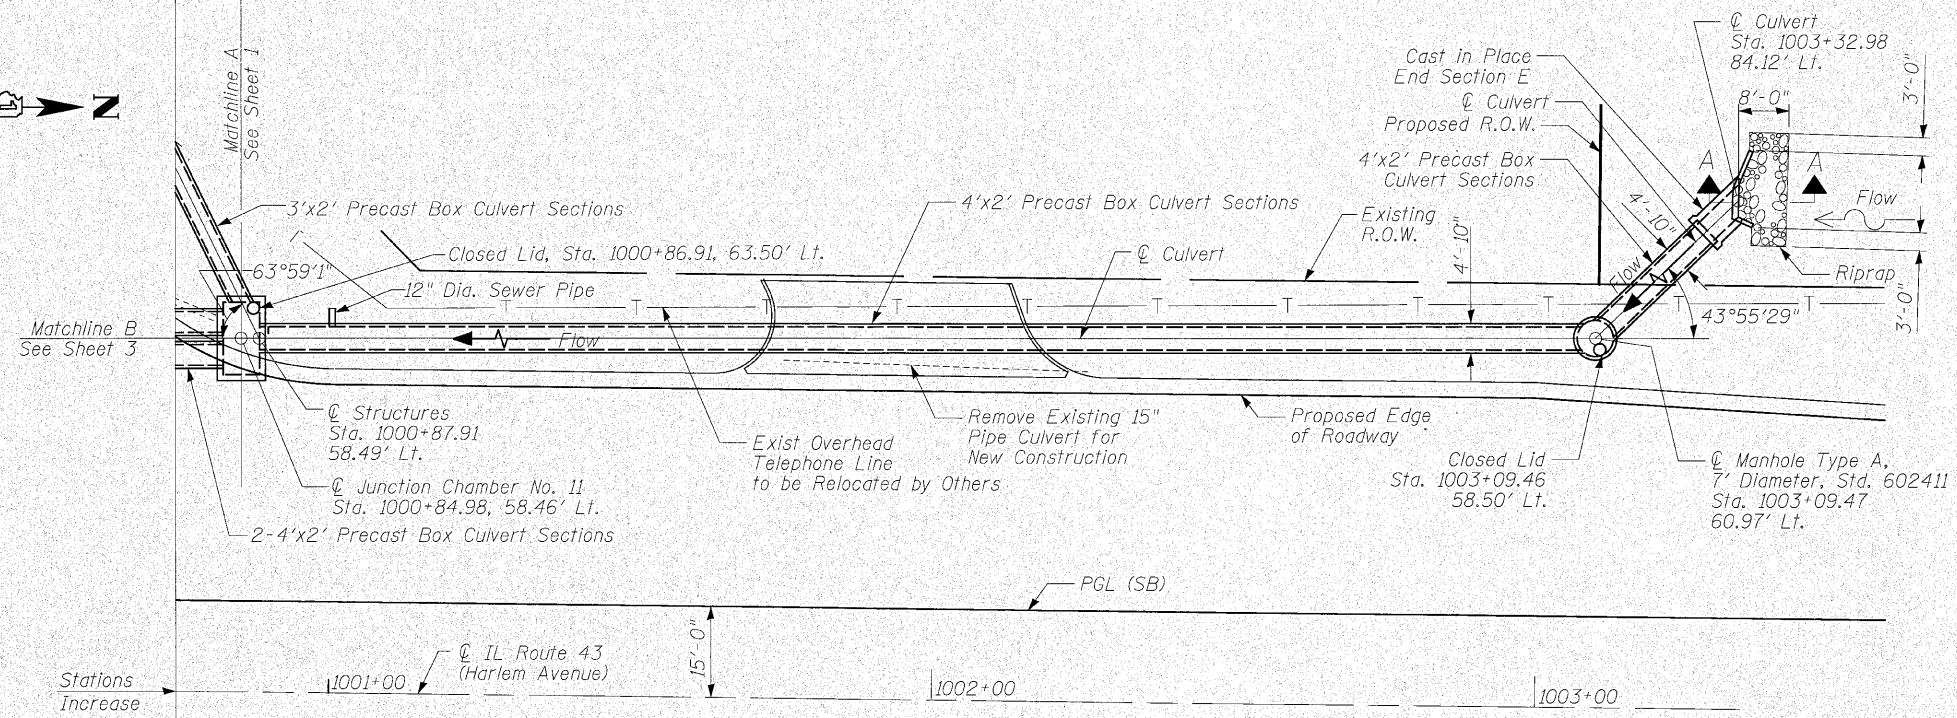 N
Matchline A
See Sheet 1
3'x2' Precast Box Culvert Sections
Closed Lid, Sta. 1000+86.91, 63.50' Lt.
63°59'1"
12" Dia. Sewer Pipe
Matchline B
See Sheet 3
Flow
℄ Structures
Sta. 1000+87.91
58.49' Lt.
℄ Junction Chamber No. 11
Sta. 1000+84.98, 58.46' Lt.
2-4'x2' Precast Box Culvert Sections
T T T T T T T T T T T
Exist Overhead
Telephone Line
to be Relocated by Others
Remove Existing 15"
Pipe Culvert for
New Construction
4'x2' Precast Box Culvert Sections
℄ Culvert
Existing
R.O.W.
4'-10"
Proposed Edge
of Roadway
Cast in Place
End Section E
℄ Culvert
Proposed R.O.W.
4'x2' Precast Box
Culvert Sections
℄ Culvert
Sta. 1003+32.98
84.12' Lt.
8'-0"
3'-0"
A
A
Flow
4'-10"
Flow
Riprap
3'-0"
43°55'29"
Closed Lid
Sta. 1003+09.46
58.50' Lt.
℄ Manhole Type A,
7' Diameter, Std. 602411
Sta. 1003+09.47
60.97' Lt.
PGL (SB)
15'-0"
℄ IL Route 43
(Harlem Avenue)
Stations
Increase
1001+00
1002+00
1003+00